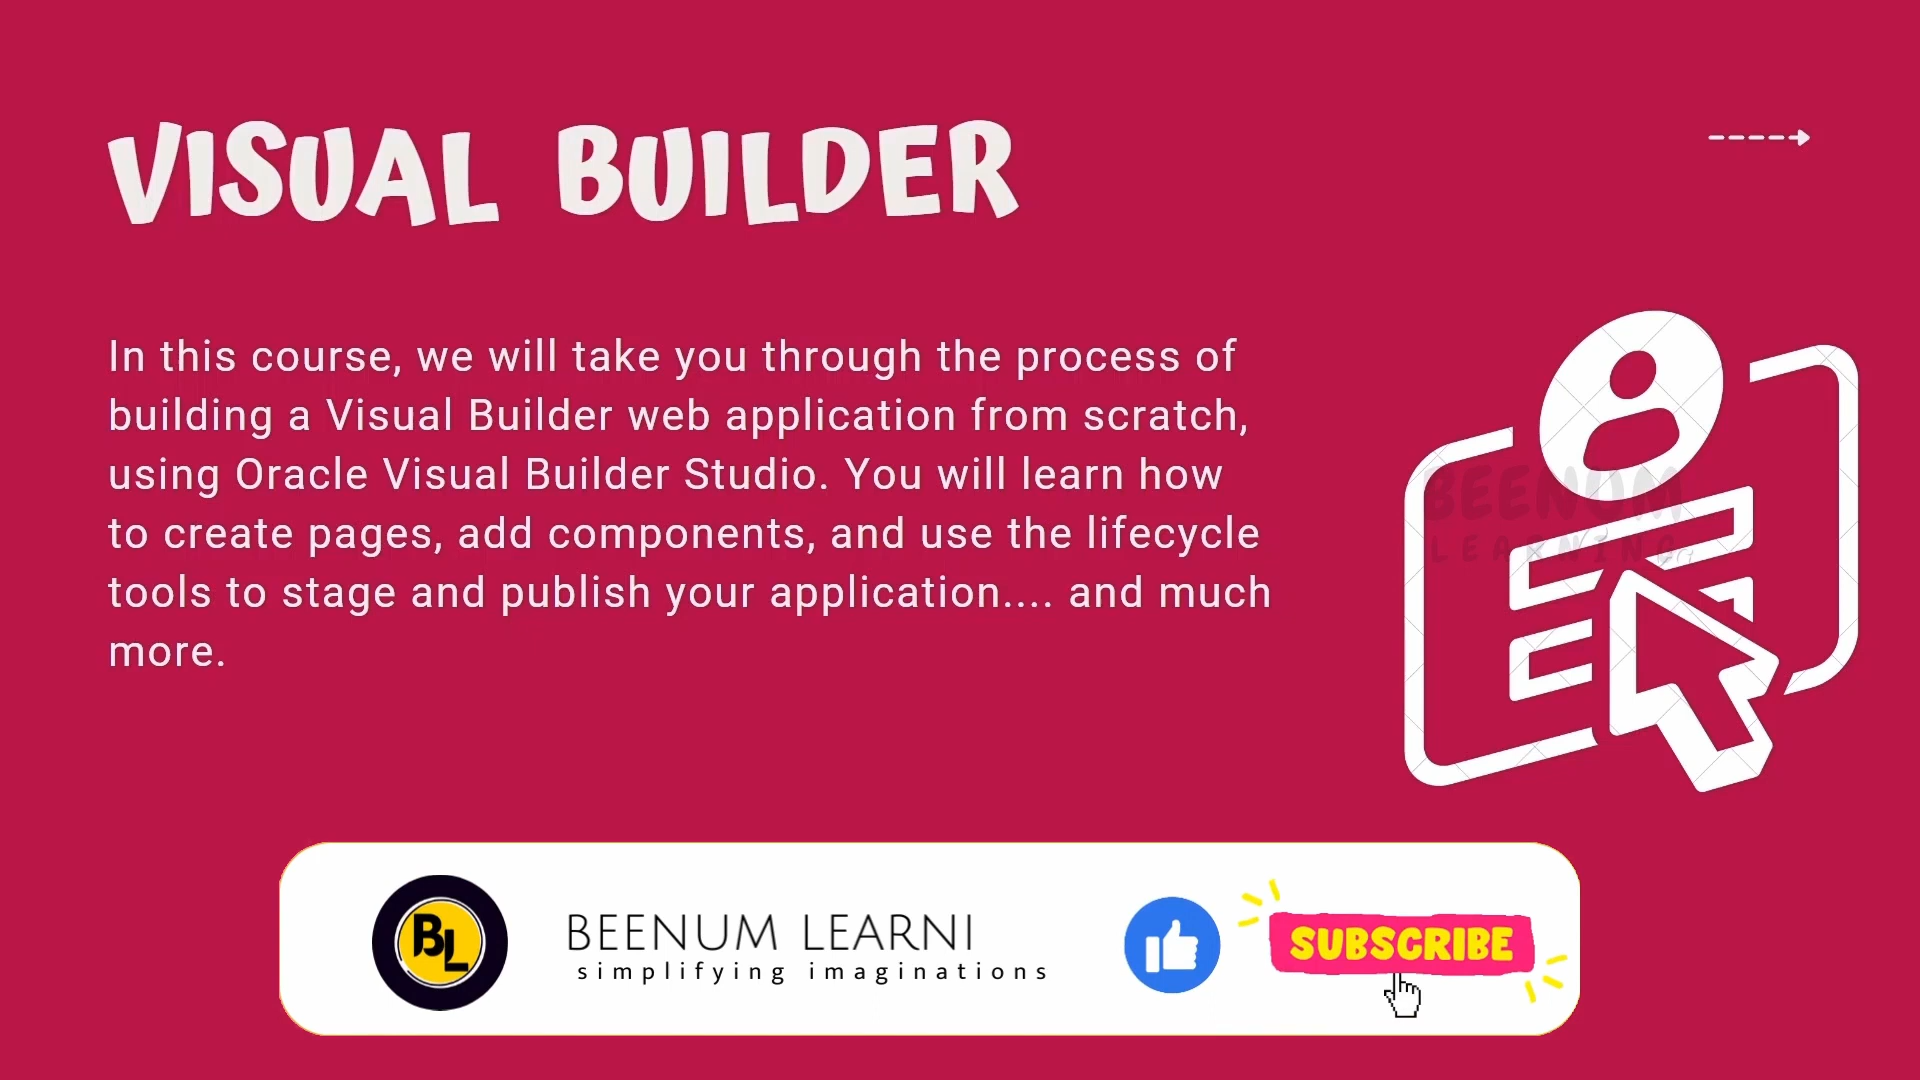 VISUAL BUILDER
In this course, we will take you through the process of
building a Visual Builder web application from scratch,
using Oracle Visual Builder Studio. You will learn how
to create pages, add components, and use the lifecycle
tools to stage and publish your application.... and much
more.
BEENUM
LEARNING
BL
BEENUM LEARNI
simplifying imaginations
SUBSCRIBE